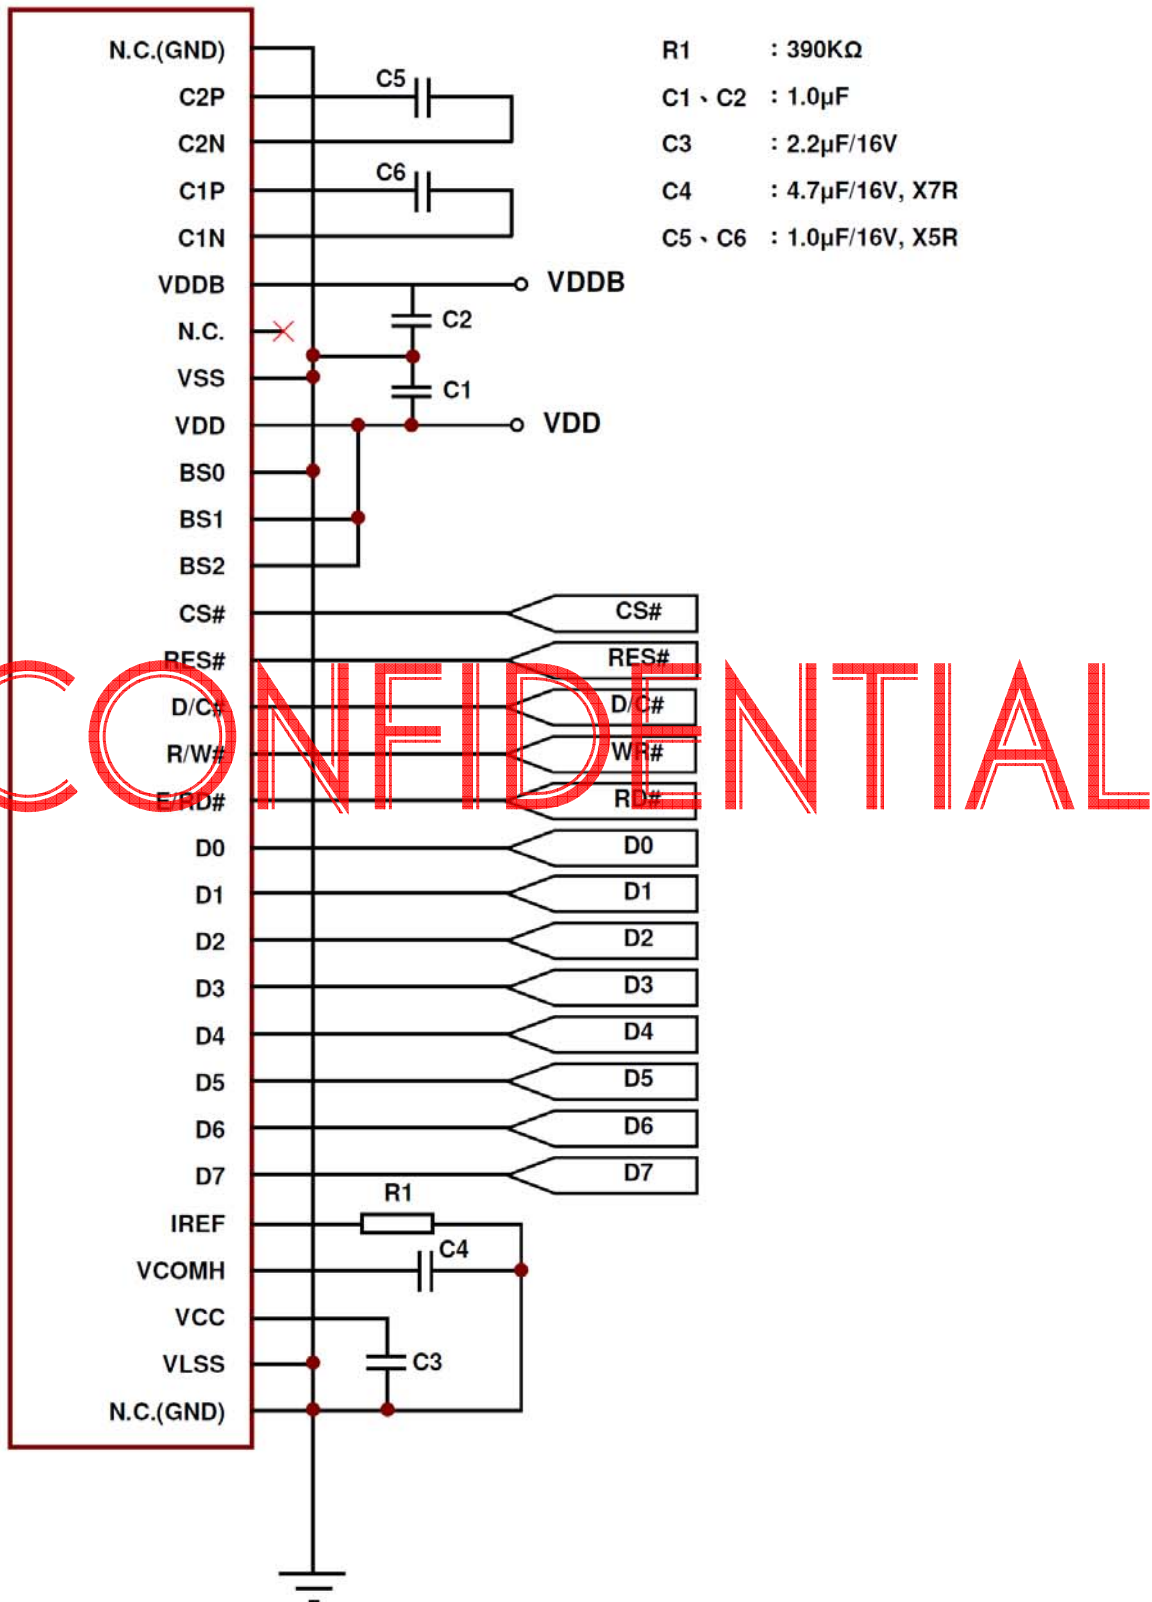 N.C.(GND)
C2P
C2N
C1P
C1N
VDDB
N.C.
VSS
VDD
BS0
BS1
BS2
CS#
RES#
D/C#
R/W#
E/RD#
D0
D1
D2
D3
D4
D5
D6
D7
IREF
VCOMH
VCC
VLSS
N.C.(GND)
C5
C6
VDDB
C2
C1
VDD
CS#
RES#
D/C#
WR#
RD#
D0
D1
D2
D3
D4
D5
D6
D7
R1
C4
C3
R1 : 390KΩ
C1、C2 : 1.0μF
C3 : 2.2μF/16V
C4 : 4.7μF/16V, X7R
C5、C6 : 1.0μF/16V, X5R
CONFIDENTIAL